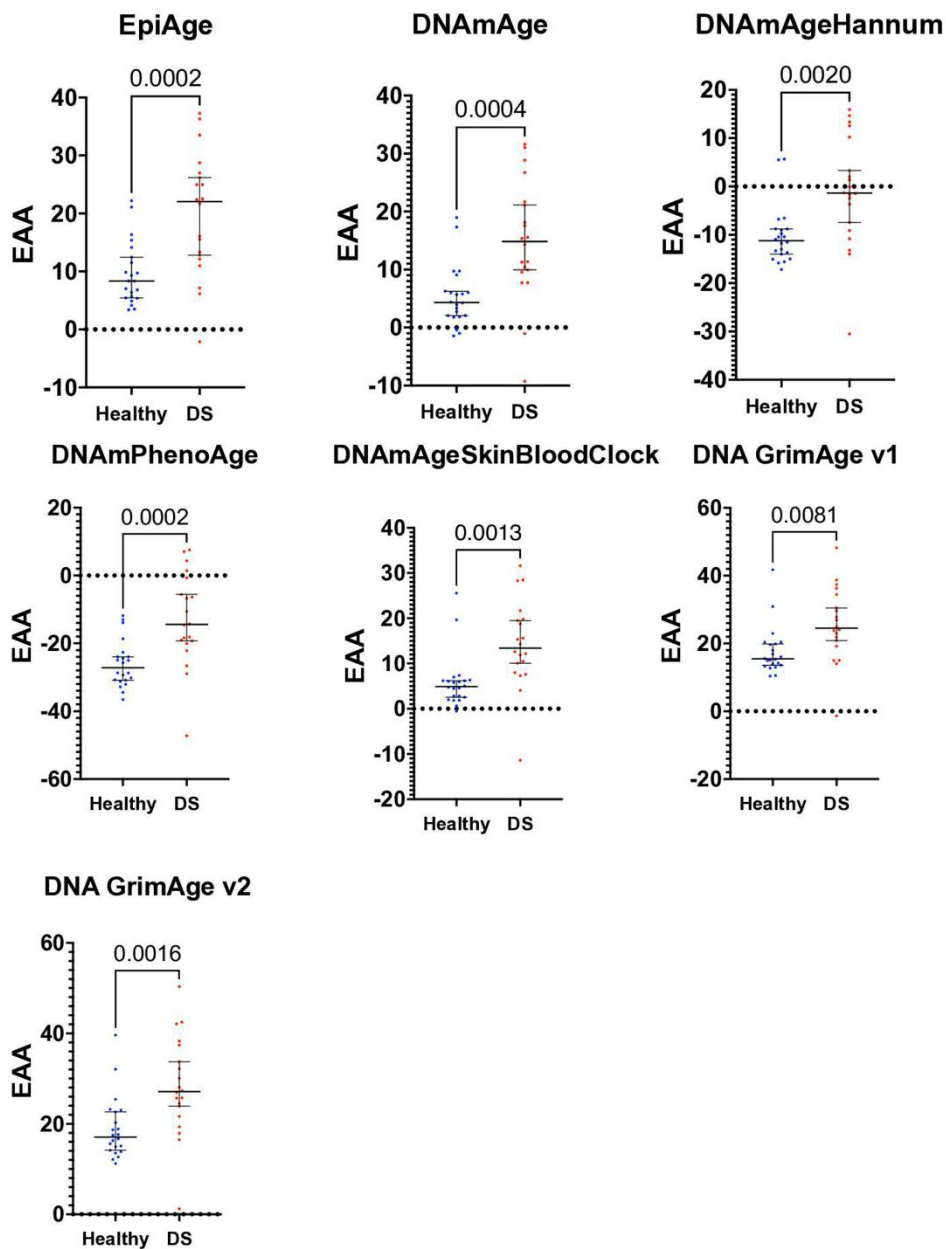 EpiAge
0.0002
EAA
40
30
20
10
0
-10
Healthy DS
DNAmAge
0.0004
EAA
40
30
20
10
0
-10
Healthy DS
DNAmAgeHannum
0.0020
EAA
20
10
0
-10
-20
-30
-40
Healthy DS
DNAmPhenoAge
0.0002
EAA
20
0
-20
-40
-60
Healthy DS
DNAmAgeSkinBloodClock
0.0013
EAA
40
30
20
10
0
-10
-20
Healthy DS
DNA GrimAge v1
0.0081
EAA
60
40
20
0
-20
Healthy DS
DNA GrimAge v2
0.0016
EAA
60
40
20
0
Healthy DS